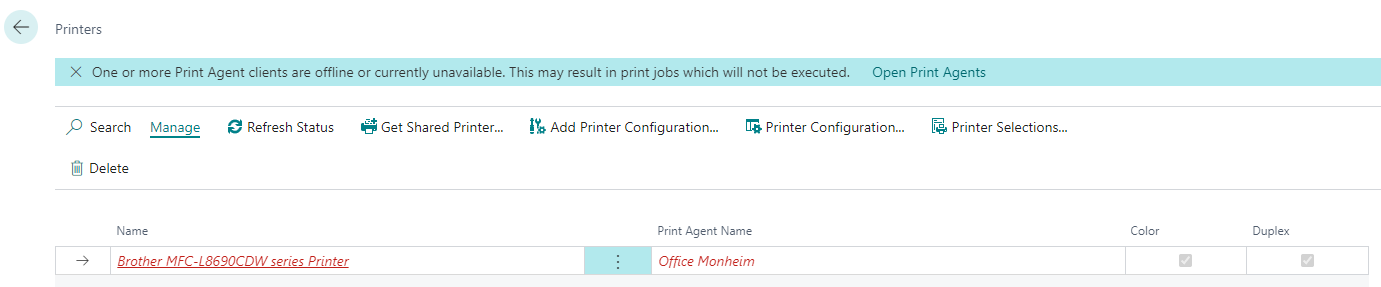 Printers
One or more Print Agent clients are offline or currently unavailable. This may result in print jobs which will not be executed. Open Print Agents
Search Manage Refresh Status Get Shared Printer... Add Printer Configuration... Printer Configuration... Printer Selections...
Delete
Name Print Agent Name Color Duplex
Brother MFC-L8690CDW series Printer Office Monheim